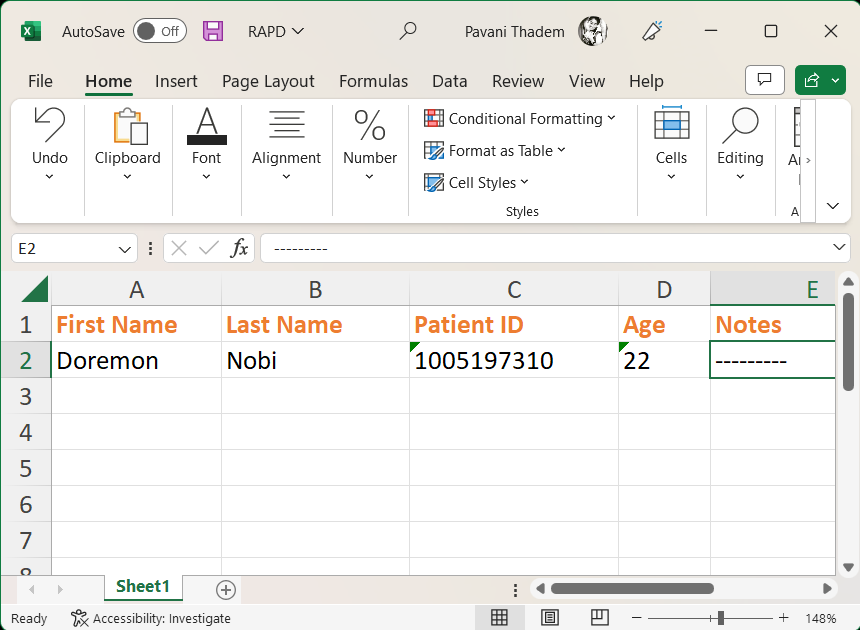 AutoSave Off RAPD Pavani Thadem
File Home Insert Page Layout Formulas Data Review View Help
Undo Clipboard Font Alignment Number Conditional Formatting Format as Table Cell Styles Styles Cells Editing
E2 fx ---------
A B C D E
1 First Name Last Name Patient ID Age Notes
2 Doremon Nobi 1005197310 22 ---------
3
4
5
6
7
8
Sheet1
Ready Accessibility: Investigate 148%